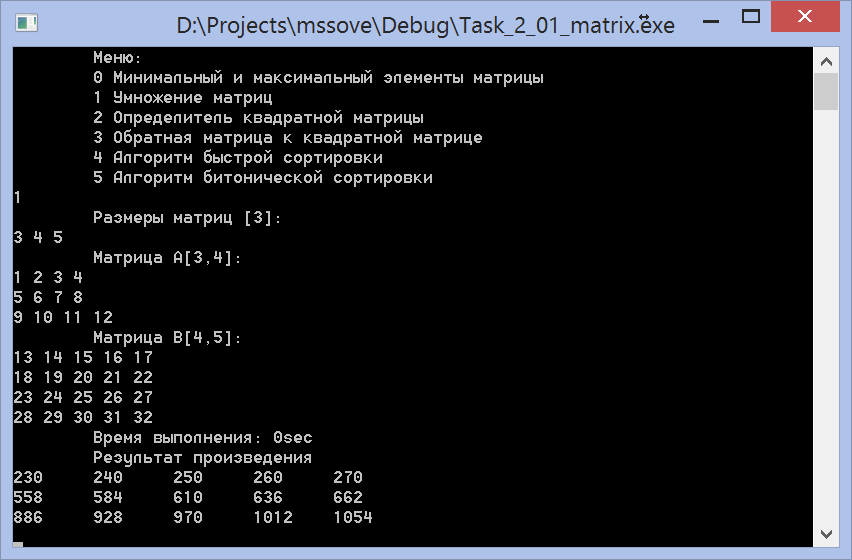 D:\Projects\mssove\Debug\Task_2_01_matrix.exe
Меню:
0 Минимальный и максимальный элементы матрицы
1 Умножение матриц
2 Определитель квадратной матрицы
3 Обратная матрица к квадратной матрице
4 Алгоритм быстрой сортировки
5 Алгоритм битонической сортировки
1
Размеры матриц [3]:
3 4 5
Матрица A[3,4]:
1 2 3 4
5 6 7 8
9 10 11 12
Матрица B[4,5]:
13 14 15 16 17
18 19 20 21 22
23 24 25 26 27
28 29 30 31 32
Время выполнения: 0sec
Результат произведения
230 240 250 260 270
558 584 610 636 662
886 928 970 1012 1054